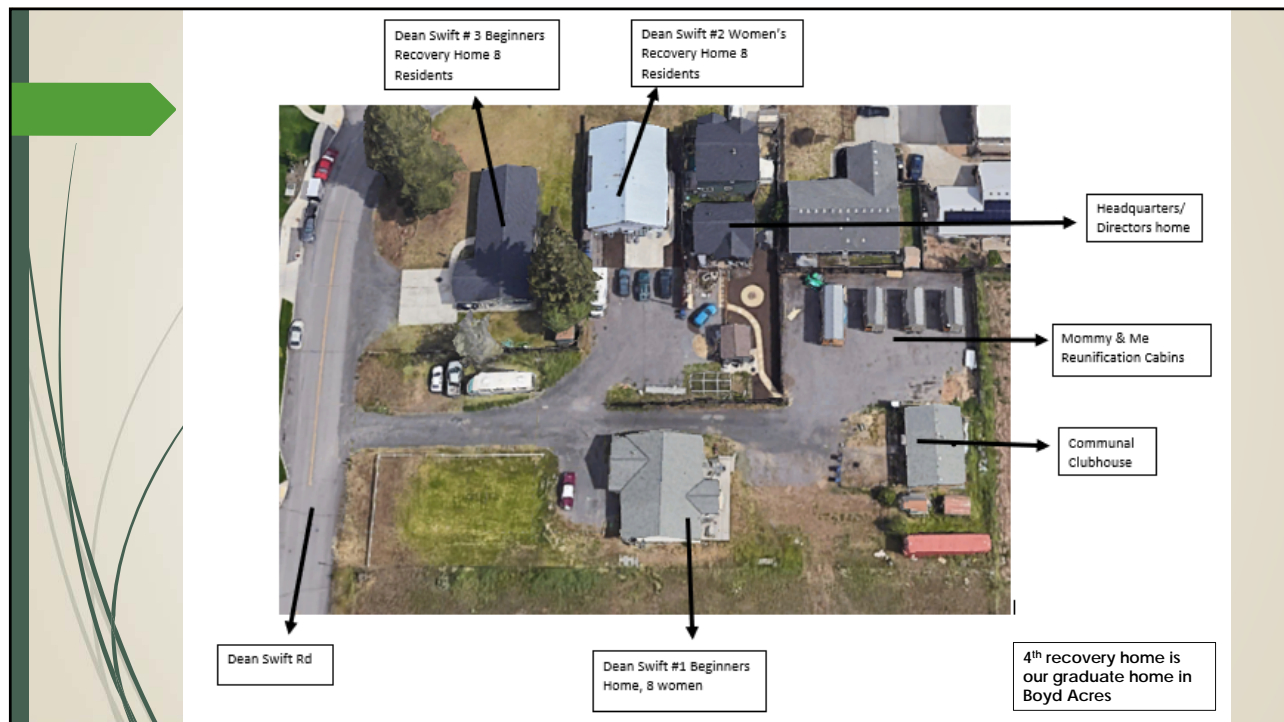 Dean Swift # 3 Beginners
Recovery Home 8
Residents
Dean Swift #2 Women's
Recovery Home 8
Residents
Headquarters/
Directors home
Mommy & Me
Reunification Cabins
Communal
Clubhouse
Dean Swift Rd
Dean Swift #1 Beginners
Home, 8 women
4th recovery home is
our graduate home in
Boyd Acres